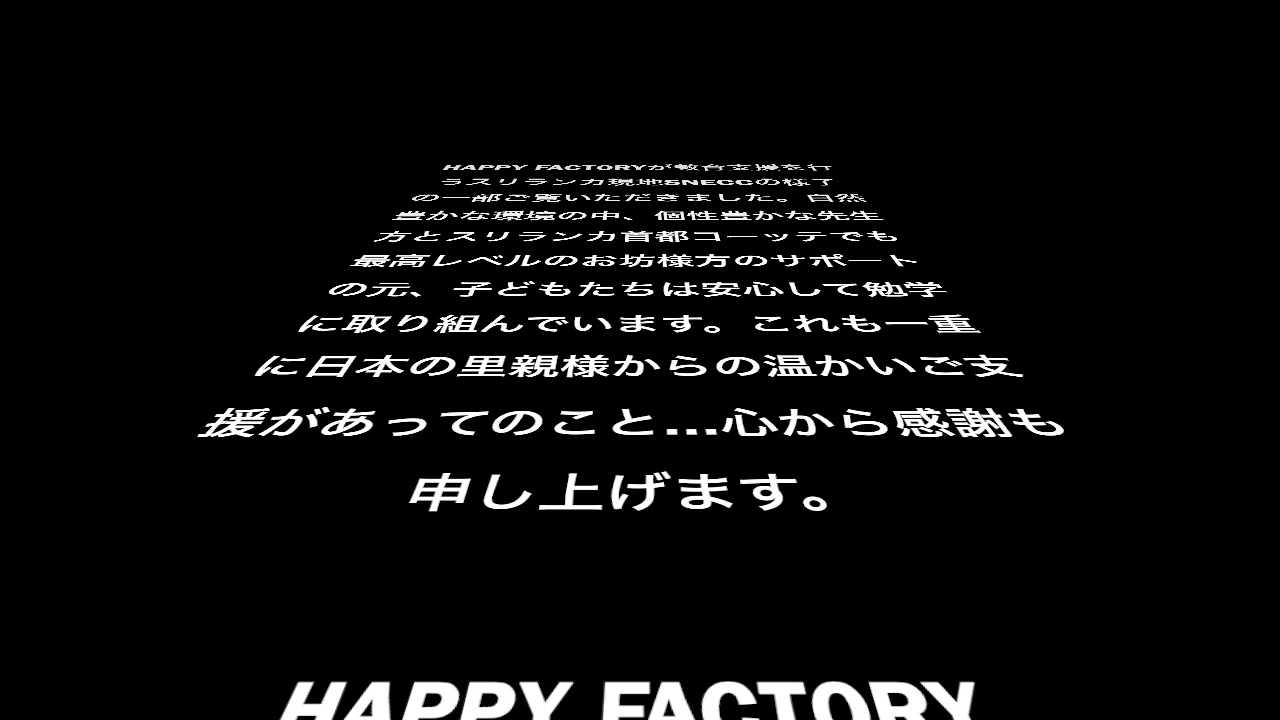 HAPPY FACTORYが教育支援を行
うスリランカ現地SNECCの様子
の一部ご覧いただきました。自然
豊かな環境の中、個性豊かな先生
方とスリランカ首都コーッテでも
最高レベルのお坊様方のサポート
の元、子どもたちは安心して勉学
に取り組んでいます。これも一重
に日本の里親様からの温かいご支
援があってのこと...心から感謝も
申し上げます。
HAPPY FACTORY